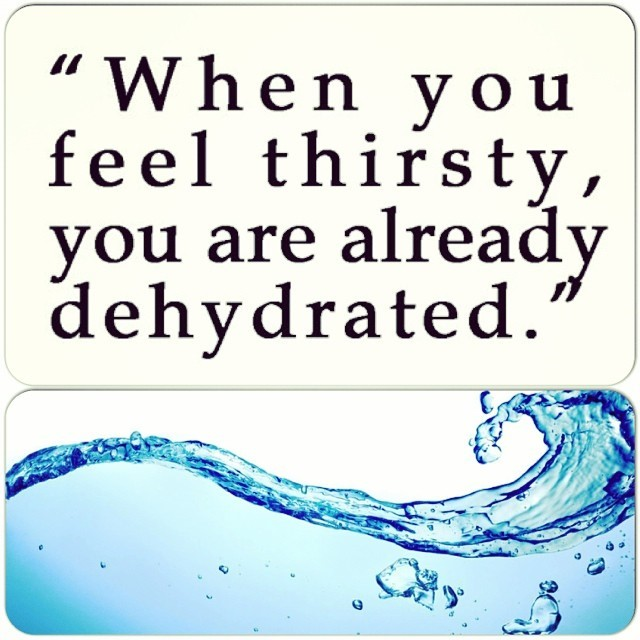 “When you
feel thirsty,
you are already
dehydrated.”